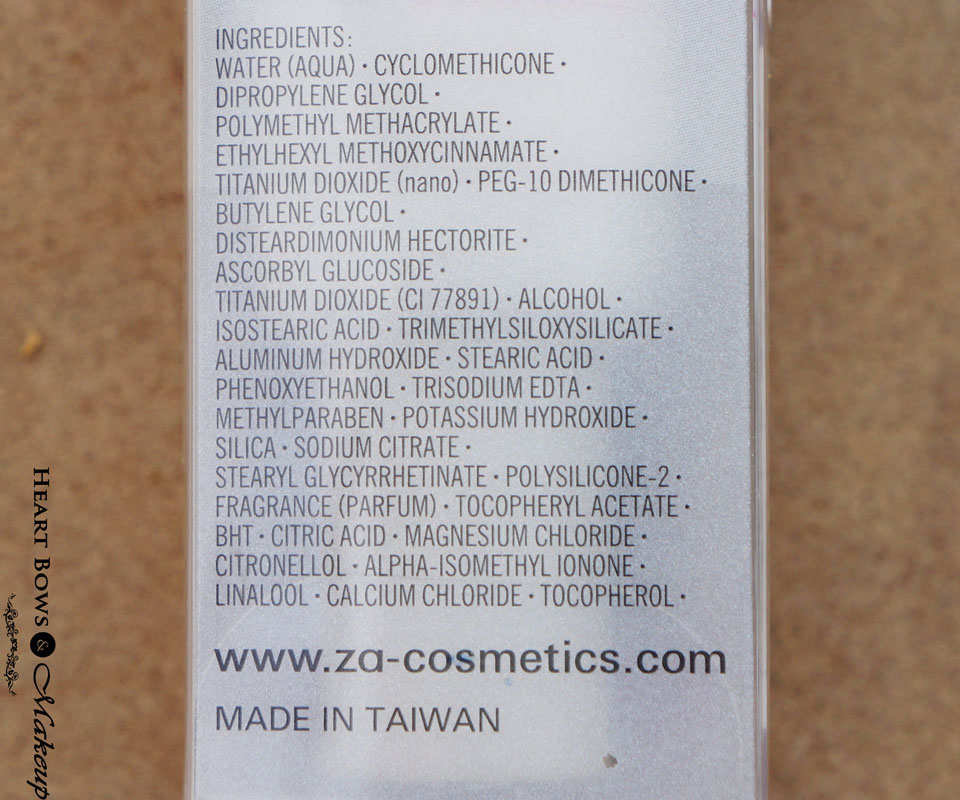 INGREDIENTS:
WATER (AQUA) • CYCLOMETHICONE •
DIPROPYLENE GLYCOL •
POLYMETHYL METHACRYLATE •
ETHYLHEXYL METHOXYCINNAMATE •
TITANIUM DIOXIDE (nano) • PEG-10 DIMETHICONE •
BUTYLENE GLYCOL •
DISTEARDIMONIUM HECTORITE •
ASCORBYL GLUCOSIDE •
TITANIUM DIOXIDE (CI 77891) • ALCOHOL •
ISOSTEARIC ACID • TRIMETHYLSILOXYSILICATE •
ALUMINUM HYDROXIDE • STEARIC ACID •
PHENOXYETHANOL • TRISODIUM EDTA •
METHYLPARABEN • POTASSIUM HYDROXIDE •
SILICA • SODIUM CITRATE •
STEARYL GLYCYRRHETINATE • POLYSILICONE-2 •
FRAGRANCE (PARFUM) • TOCOPHERYL ACETATE •
BHT • CITRIC ACID • MAGNESIUM CHLORIDE •
CITRONELLOL • ALPHA-ISOMETHYL IONONE •
LINALOOL • CALCIUM CHLORIDE • TOCOPHEROL •
www.za-cosmetics.com
MADE IN TAIWAN
HEART BOWS & Makeup